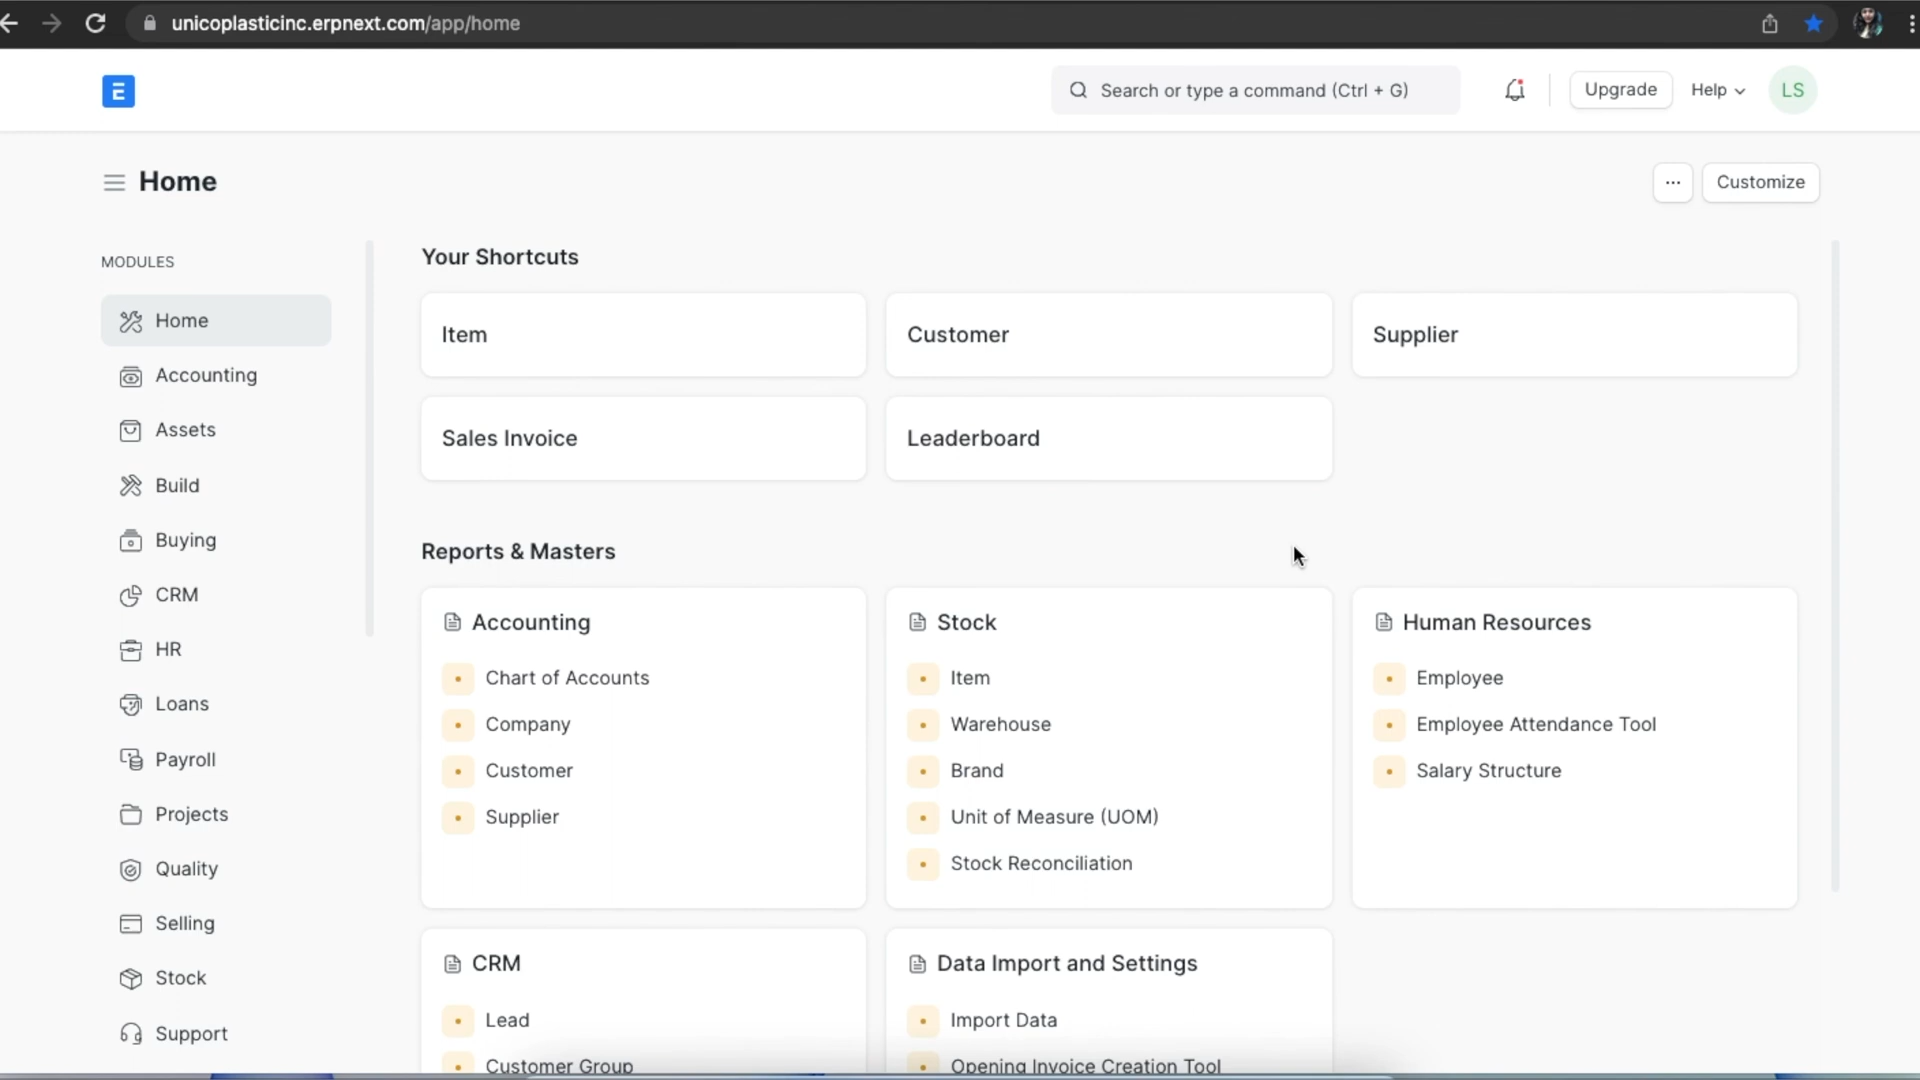 unicoplasticinc.erpnext.com/app/home
E
Search or type a command (Ctrl + G)
Upgrade
Help
LS
Home
...
Customize
MODULES
Home
Accounting
Assets
Build
Buying
CRM
HR
Loans
Payroll
Projects
Quality
Selling
Stock
Support
Your Shortcuts
Item
Customer
Supplier
Sales Invoice
Leaderboard
Reports & Masters
Accounting
Chart of Accounts
Company
Customer
Supplier
Stock
Item
Warehouse
Brand
Unit of Measure (UOM)
Stock Reconciliation
Human Resources
Employee
Employee Attendance Tool
Salary Structure
CRM
Lead
Customer Group
Data Import and Settings
Import Data
Opening Invoice Creation Tool